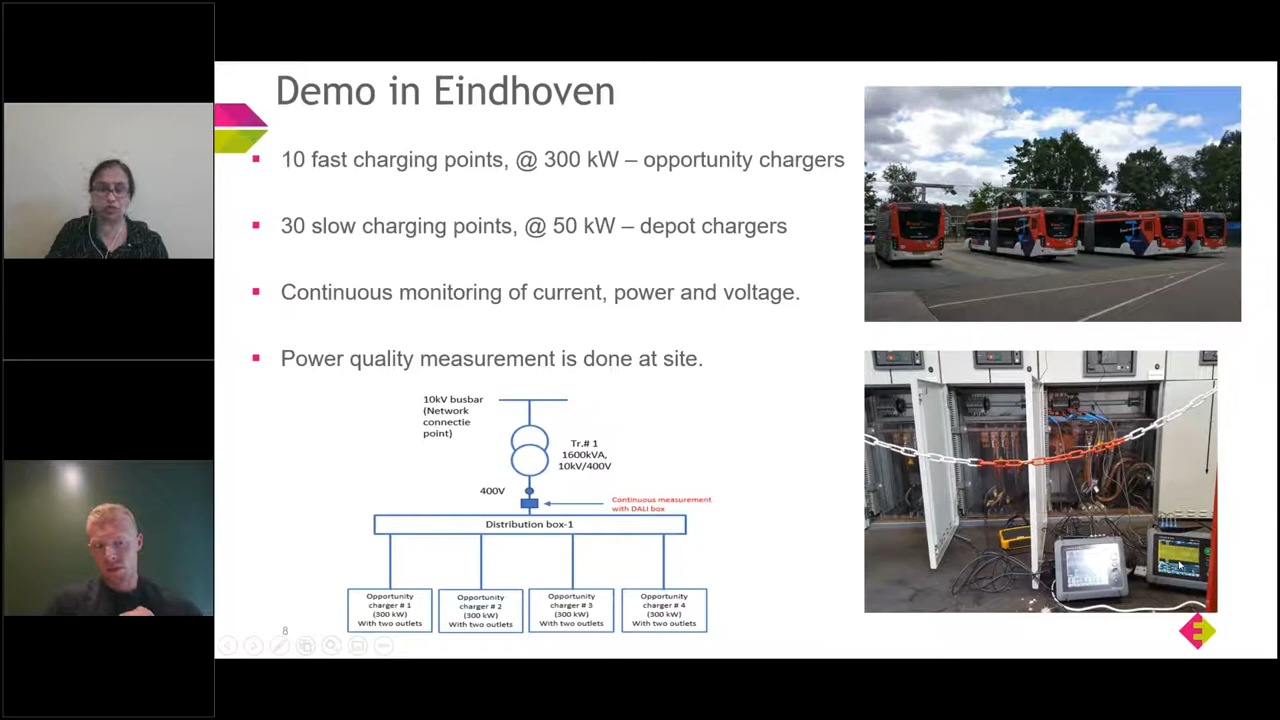 Demo in Eindhoven
10 fast charging points, @ 300 kW – opportunity chargers
30 slow charging points, @ 50 kW – depot chargers
Continuous monitoring of current, power and voltage.
Power quality measurement is done at site.
10kV busbar
(Network
connectie
point)
Tr.# 1
1600kVA,
10kV/400V
400V
Continuous measurement
with DALI box
Distribution box-1
Opportunity
charger # 1
(300 kW)
With two outlets
Opportunity
charger # 2
(300 kW)
With two outlets
Opportunity
charger # 3
(300 kW)
With two outlets
Opportunity
charger # 4
(300 kW)
With two outlets
8